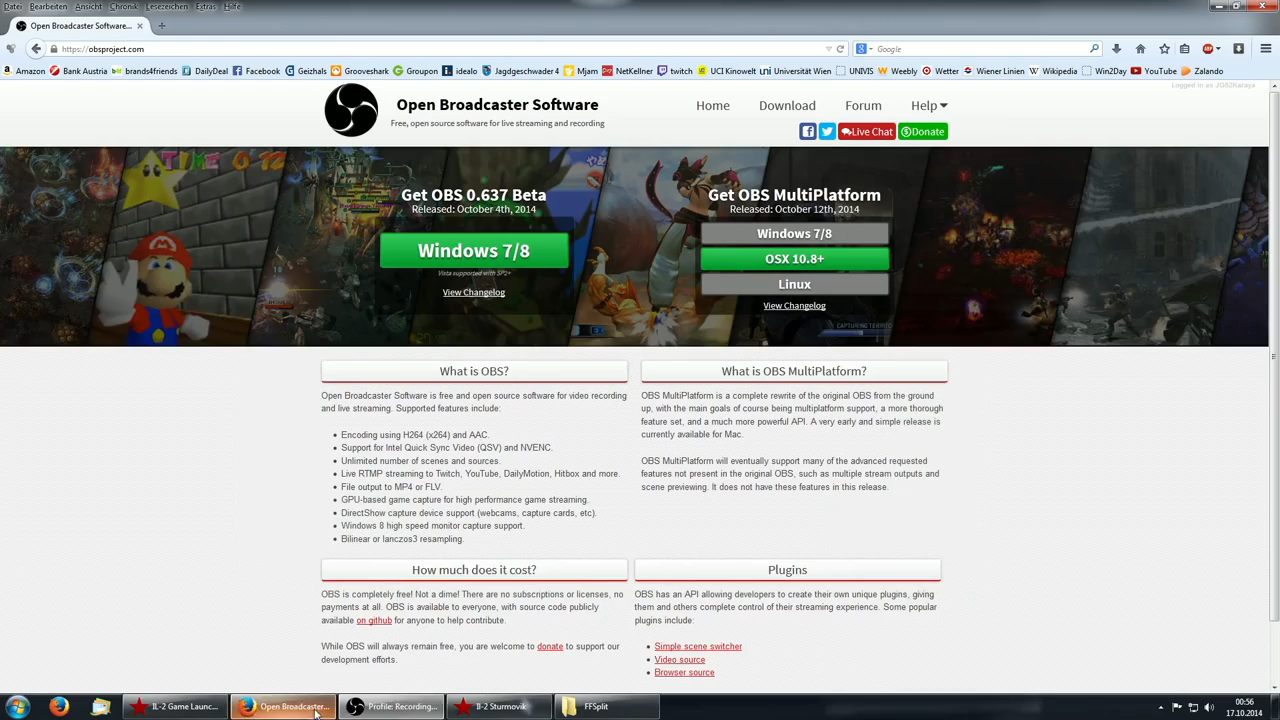 Datei Bearbeiten Ansicht Chronik Lesezeichen Extras Hilfe
Open Broadcaster Software...
https://obsproject.com
Google
Amazon Bank Austria brands4friends DailyDeal Facebook Geizhals Grooveshark Groupon idealo Jagdgeschwader 4 Mjam NetKellner twitch UCI Kinowelt Universität Wien UNIVIS Weebly Wetter Wiener Linien Wikipedia Win2Day YouTube Zalando
Logged in as JG52Karaya
Open Broadcaster Software
Free, open source software for live streaming and recording
Home Download Forum Help
Live Chat Donate
Get OBS 0.637 Beta
Released: October 4th, 2014
Windows 7/8
Vista supported with SP2+
View Changelog
Get OBS MultiPlatform
Released: October 12th, 2014
Windows 7/8
OSX 10.8+
Linux
View Changelog
What is OBS?
Open Broadcaster Software is free and open source software for video recording
and live streaming. Supported features include:
Encoding using H264 (x264) and AAC.
Support for Intel Quick Sync Video (QSV) and NVENC.
Unlimited number of scenes and sources.
Live RTMP streaming to Twitch, YouTube, DailyMotion, Hitbox and more.
File output to MP4 or FLV.
GPU-based game capture for high performance game streaming.
DirectShow capture device support (webcams, capture cards, etc).
Windows 8 high speed monitor capture support.
Bilinear or lanczos3 resampling.
What is OBS MultiPlatform?
OBS MultiPlatform is a complete rewrite of the original OBS from the ground
up, with the main goals of course being multiplatform support, a more thorough
feature set, and a much more powerful API. A very early and simple release is
currently available for Mac.
OBS MultiPlatform will eventually support many of the advanced requested
features not present in the original OBS, such as multiple stream outputs and
scene previewing. It does not have these features in this release.
How much does it cost?
OBS is completely free! Not a dime! There are no subscriptions or licenses, no
payments at all. OBS is available to everyone, with source code publicly
available on github for anyone to help contribute.
While OBS will always remain free, you are welcome to donate to support our
development efforts.
Plugins
OBS has an API allowing developers to create their own unique plugins, giving
them and others complete control of their streaming experience. Some popular
plugins include:
Simple scene switcher
Video source
Browser source
IL-2 Game Launc... Open Broadcaster... Profile: Recording... Il-2 Sturmovik FFSplit
00:56
17.10.2014